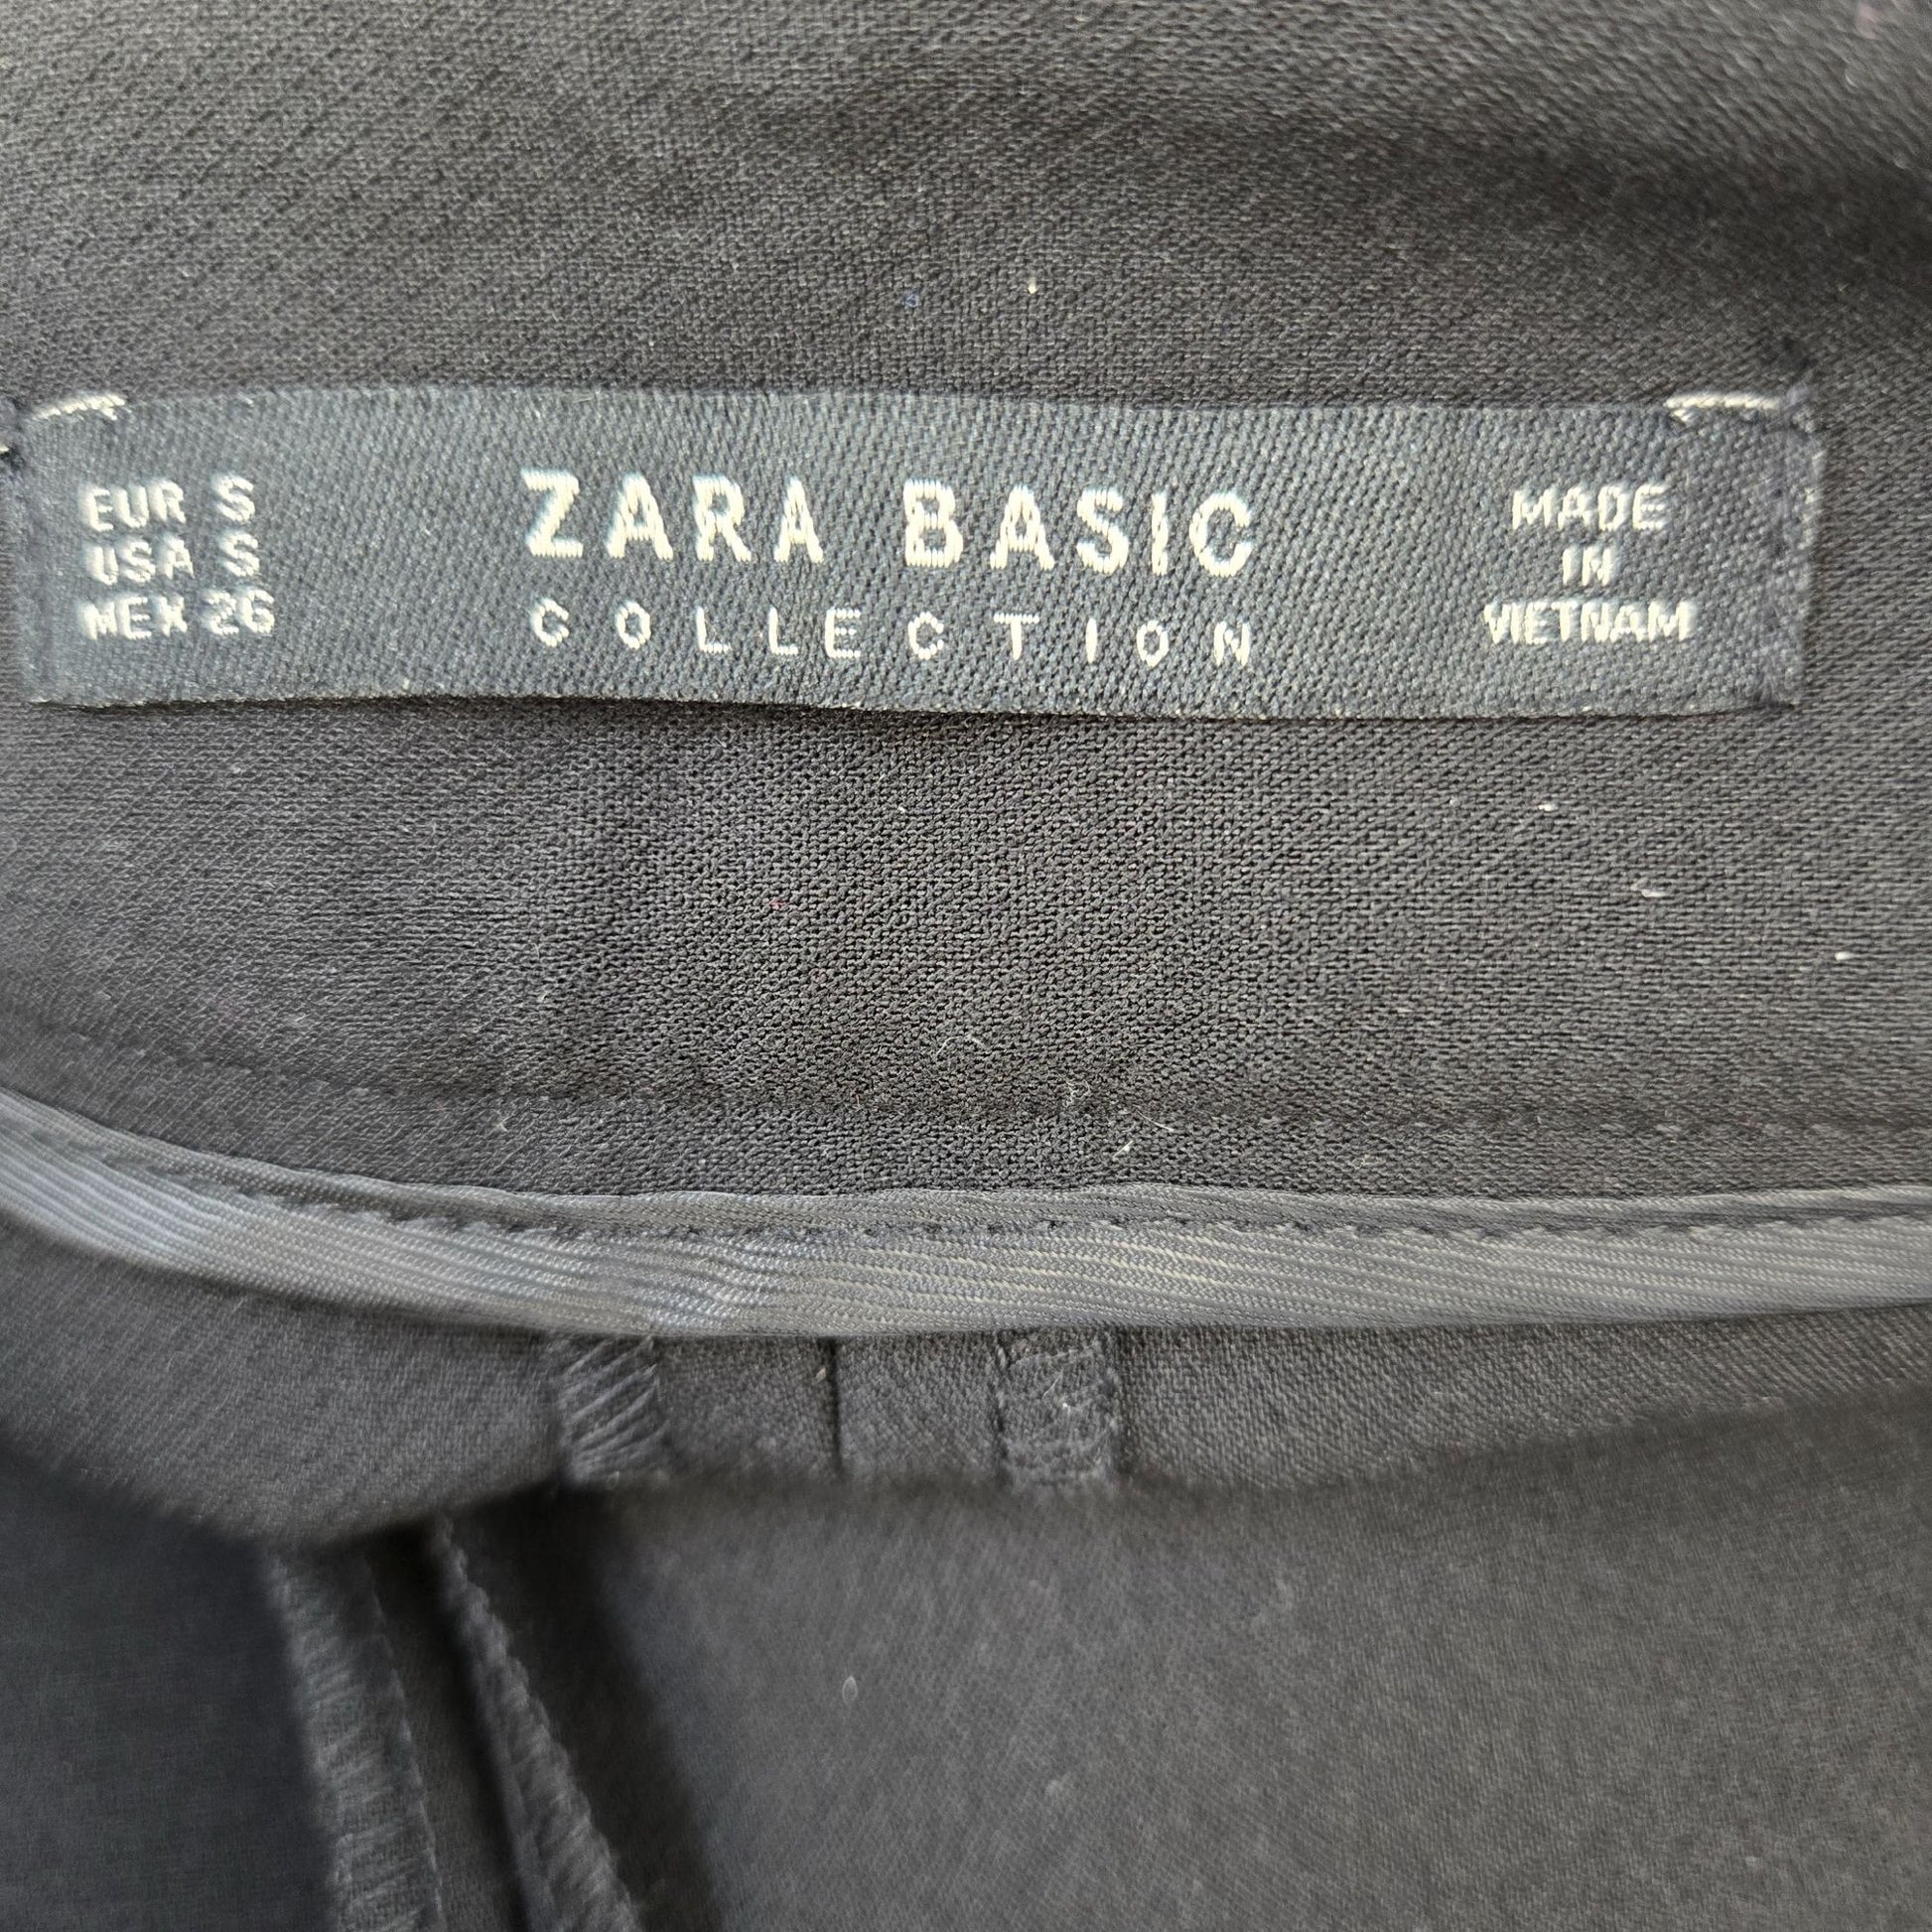 EUR S
USA S
MEX 26
ZARA BASIC
COLLECTION
MADE
IN
VIETNAM